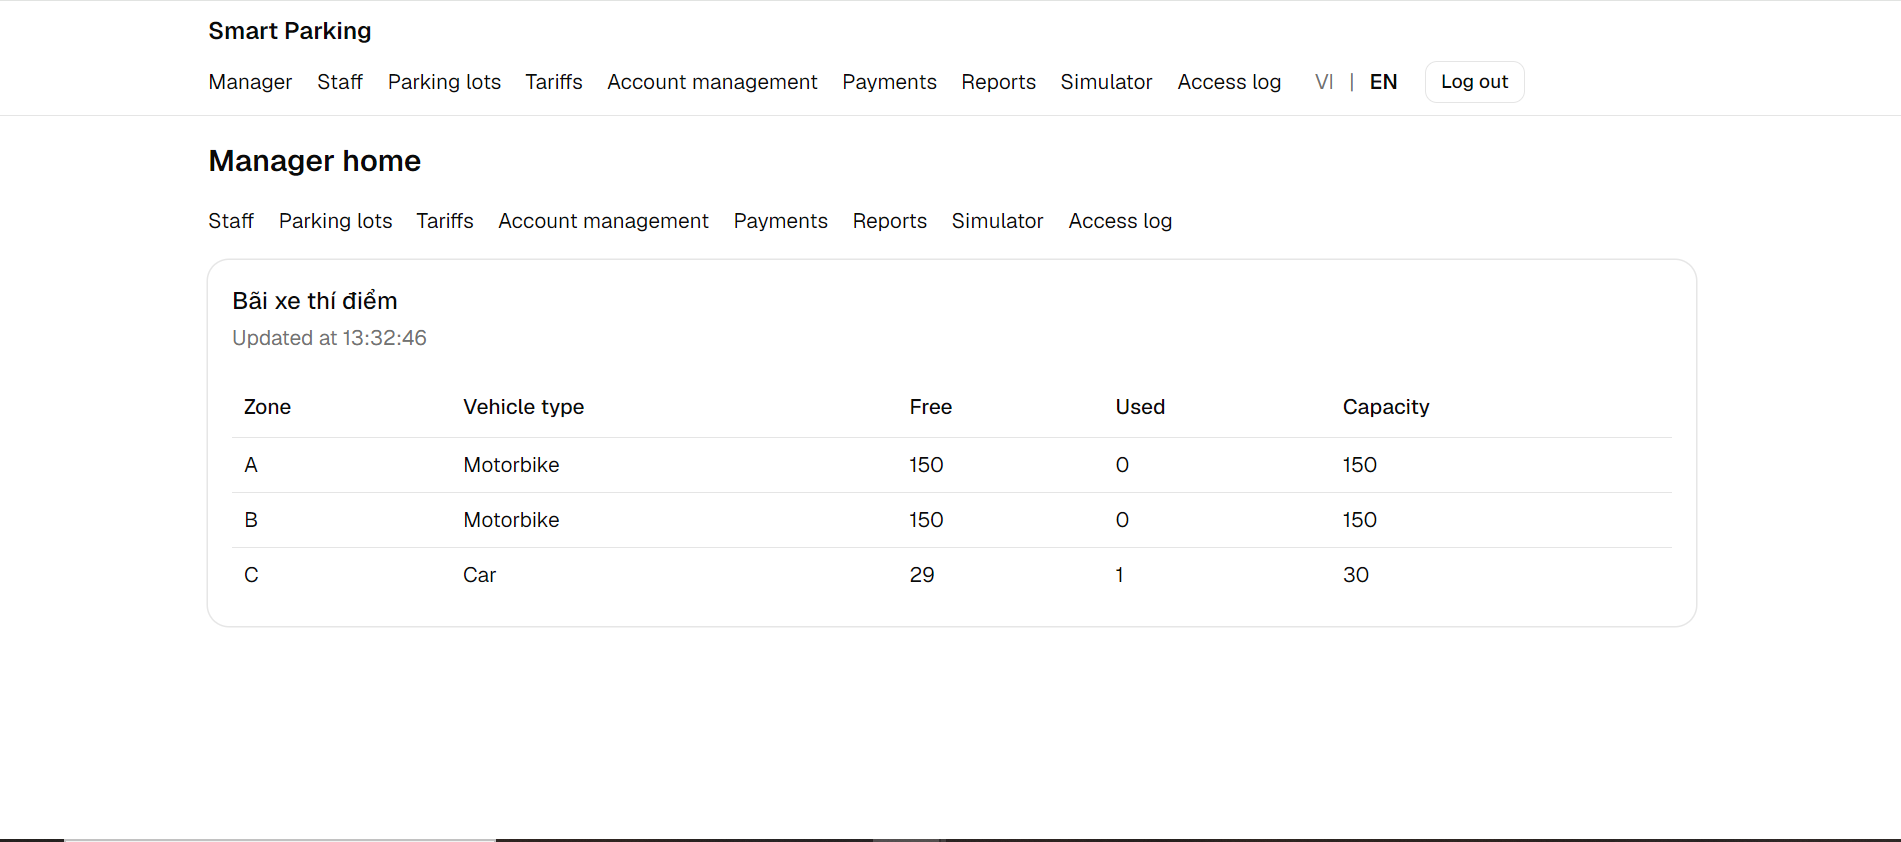 Smart Parking
Manager Staff Parking lots Tariffs Account management Payments Reports Simulator Access log VI | EN Log out
Manager home
Staff Parking lots Tariffs Account management Payments Reports Simulator Access log
Bãi xe thí điểm
Updated at 13:32:46
Zone Vehicle type Free Used Capacity
A Motorbike 150 0 150
B Motorbike 150 0 150
C Car 29 1 30